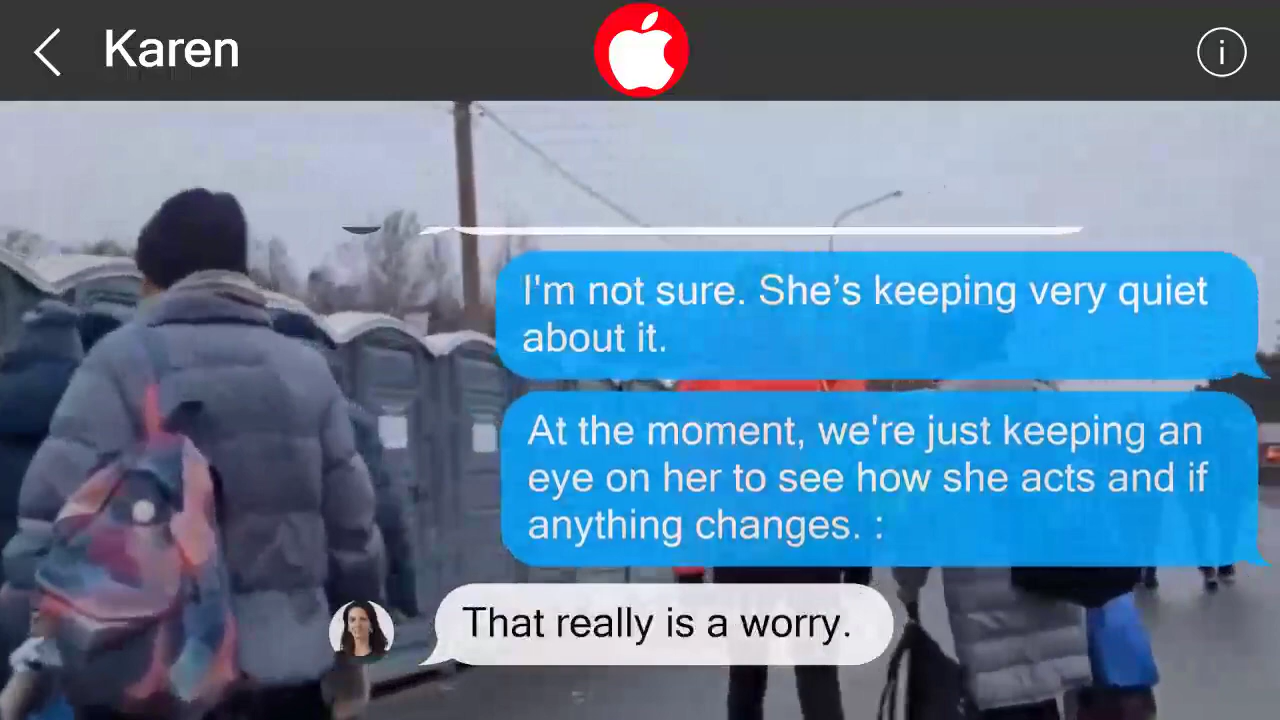 Karen
i
I'm not sure. She’s keeping very quiet
about it.
At the moment, we're just keeping an
eye on her to see how she acts and if
anything changes. :
That really is a worry.